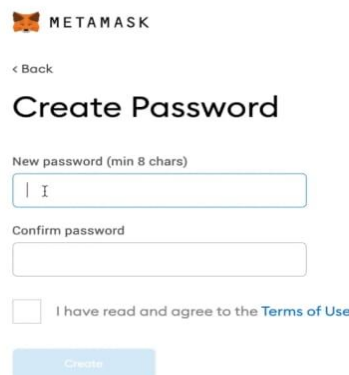 METAMASK
< Back
Create Password
New password (min 8 chars)
Confirm password
I have read and agree to the Terms of Use
Create